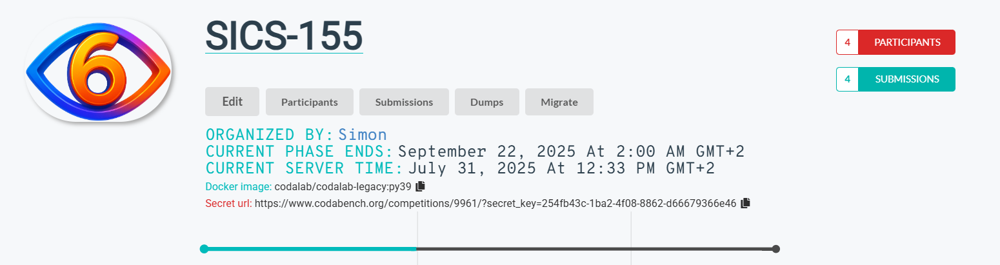 6
SICS-155
4 PARTICIPANTS
4 SUBMISSIONS
Edit Participants Submissions Dumps Migrate
ORGANIZED BY: Simon
CURRENT PHASE ENDS: September 22, 2025 At 2:00 AM GMT+2
CURRENT SERVER TIME: July 31, 2025 At 12:33 PM GMT+2
Docker image: codalab/codalab-legacy:py39
Secret url: https://www.codabench.org/competitions/9961/?secret_key=254fb43c-1ba2-4f08-8862-d66679366e46